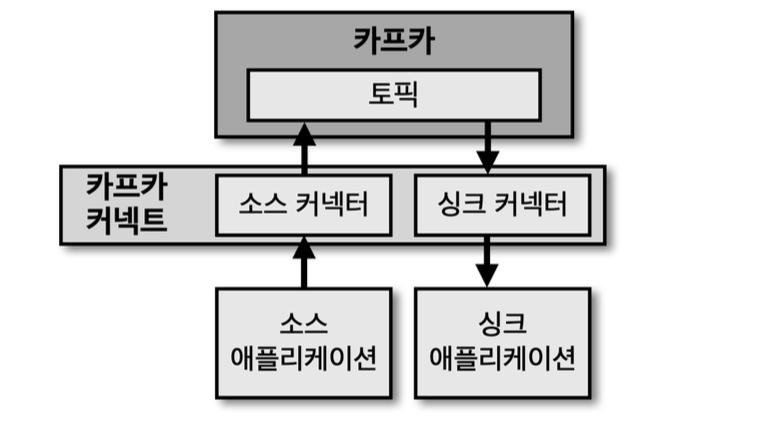 카프카
토픽
카프카
커넥트
소스 커넥터
싱크 커넥터
소스
애플리케이션
싱크
애플리케이션